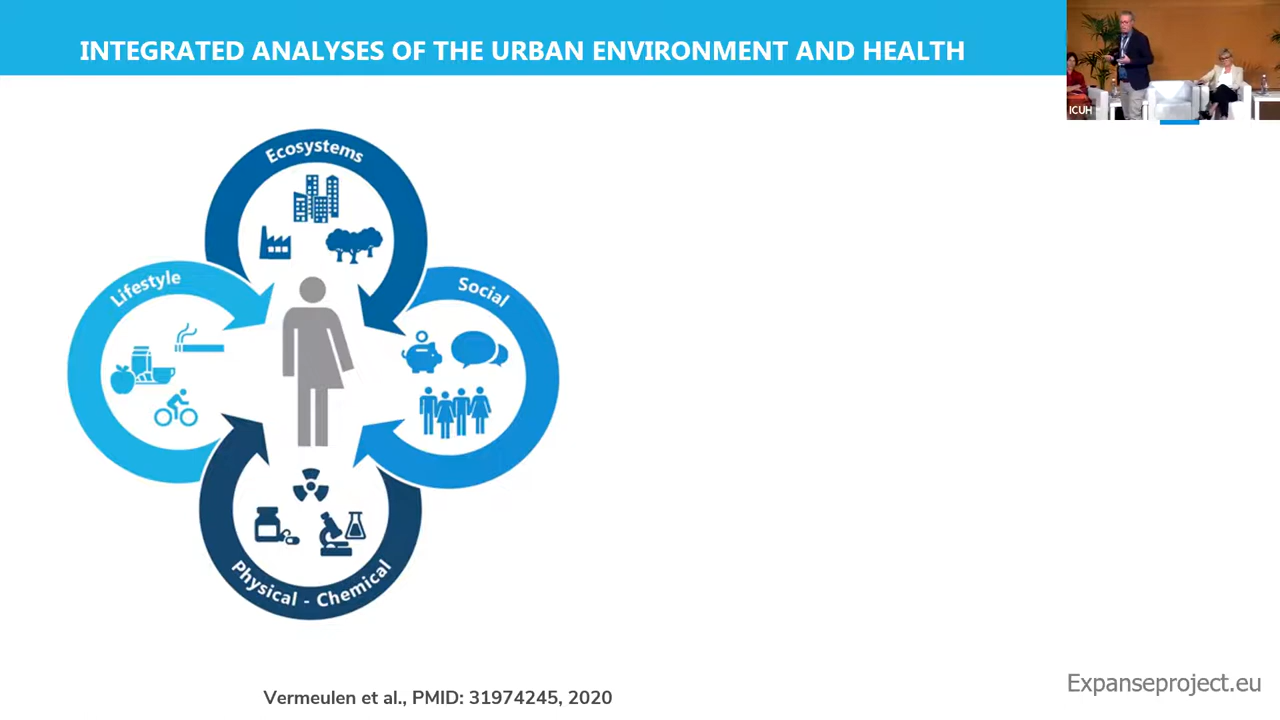 INTEGRATED ANALYSES OF THE URBAN ENVIRONMENT AND HEALTH
ICUH
Ecosystems
Lifestyle
Social
Physical - Chemical
Vermeulen et al., PMID: 31974245, 2020
Expanseproject.eu